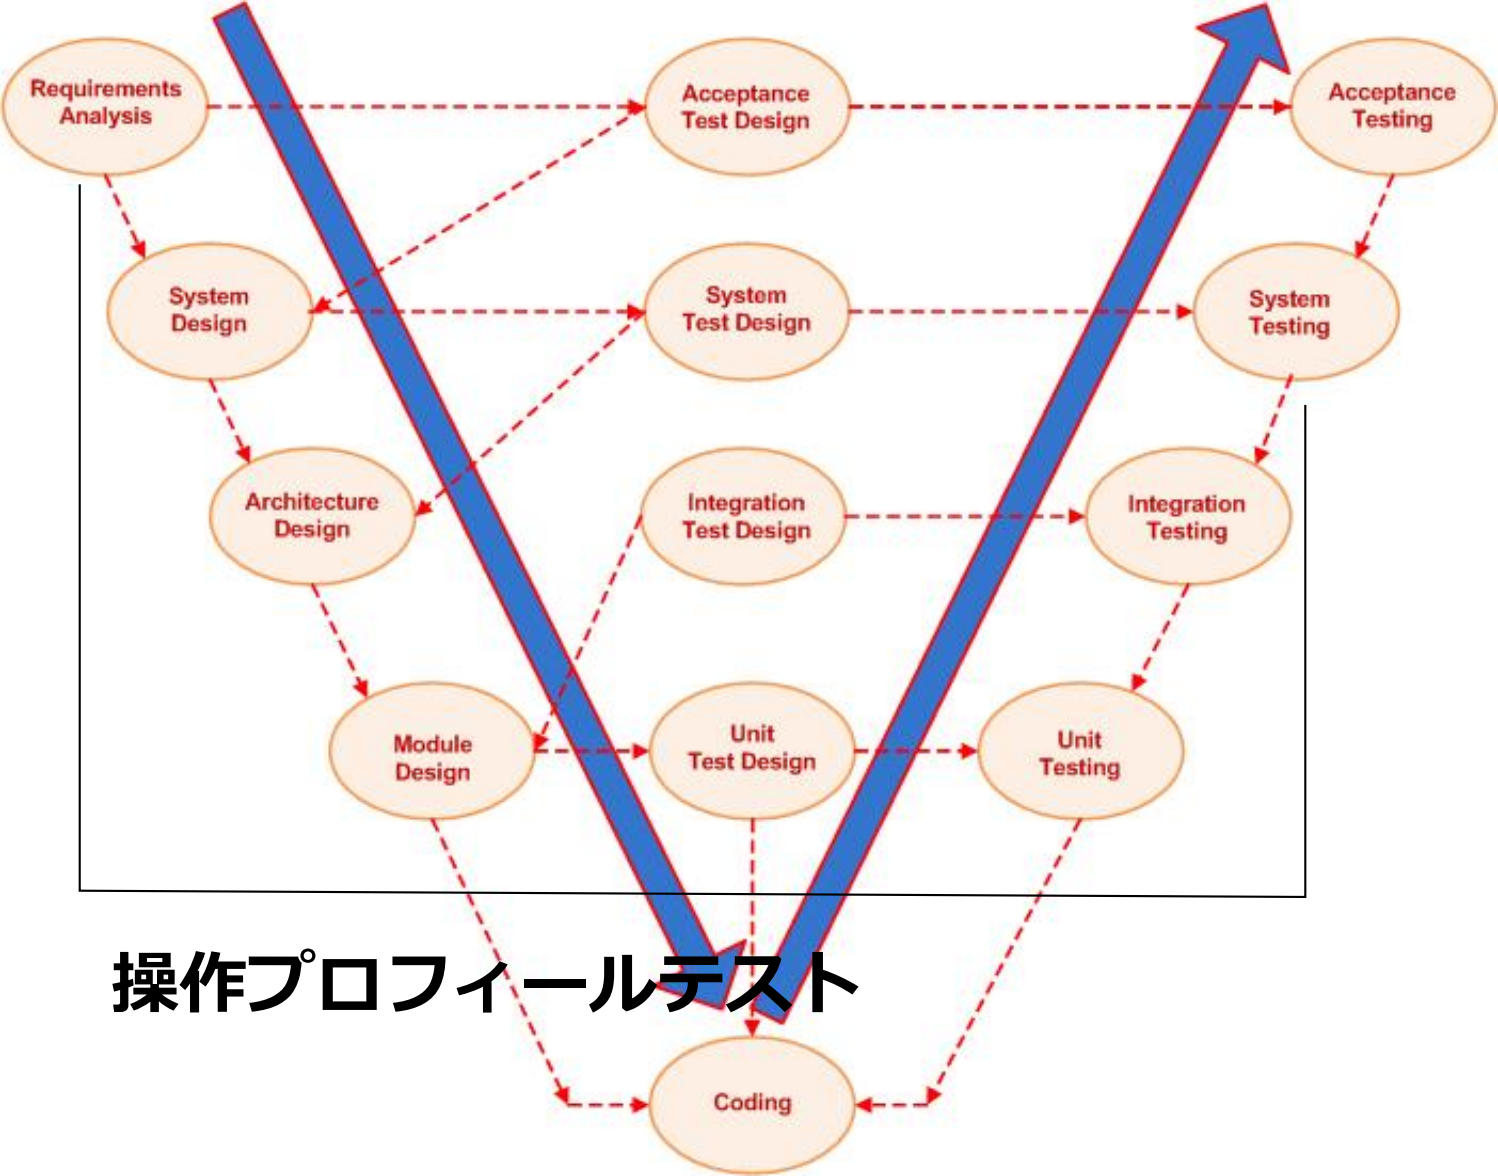 Requirements
Analysis
Acceptance
Test Design
Acceptance
Testing
System
Design
System
Test Design
System
Testing
Architecture
Design
Integration
Test Design
Integration
Testing
Module
Design
Unit
Test Design
Unit
Testing
操作プロフィールテスト
Coding